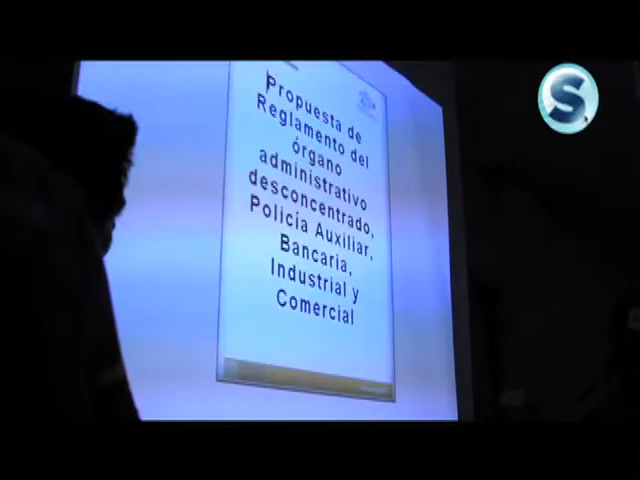 Propuesta de
Reglamento del
órgano
administrativo
desconcentrado,
Policía Auxiliar,
Bancaria,
Industrial y
Comercial
S